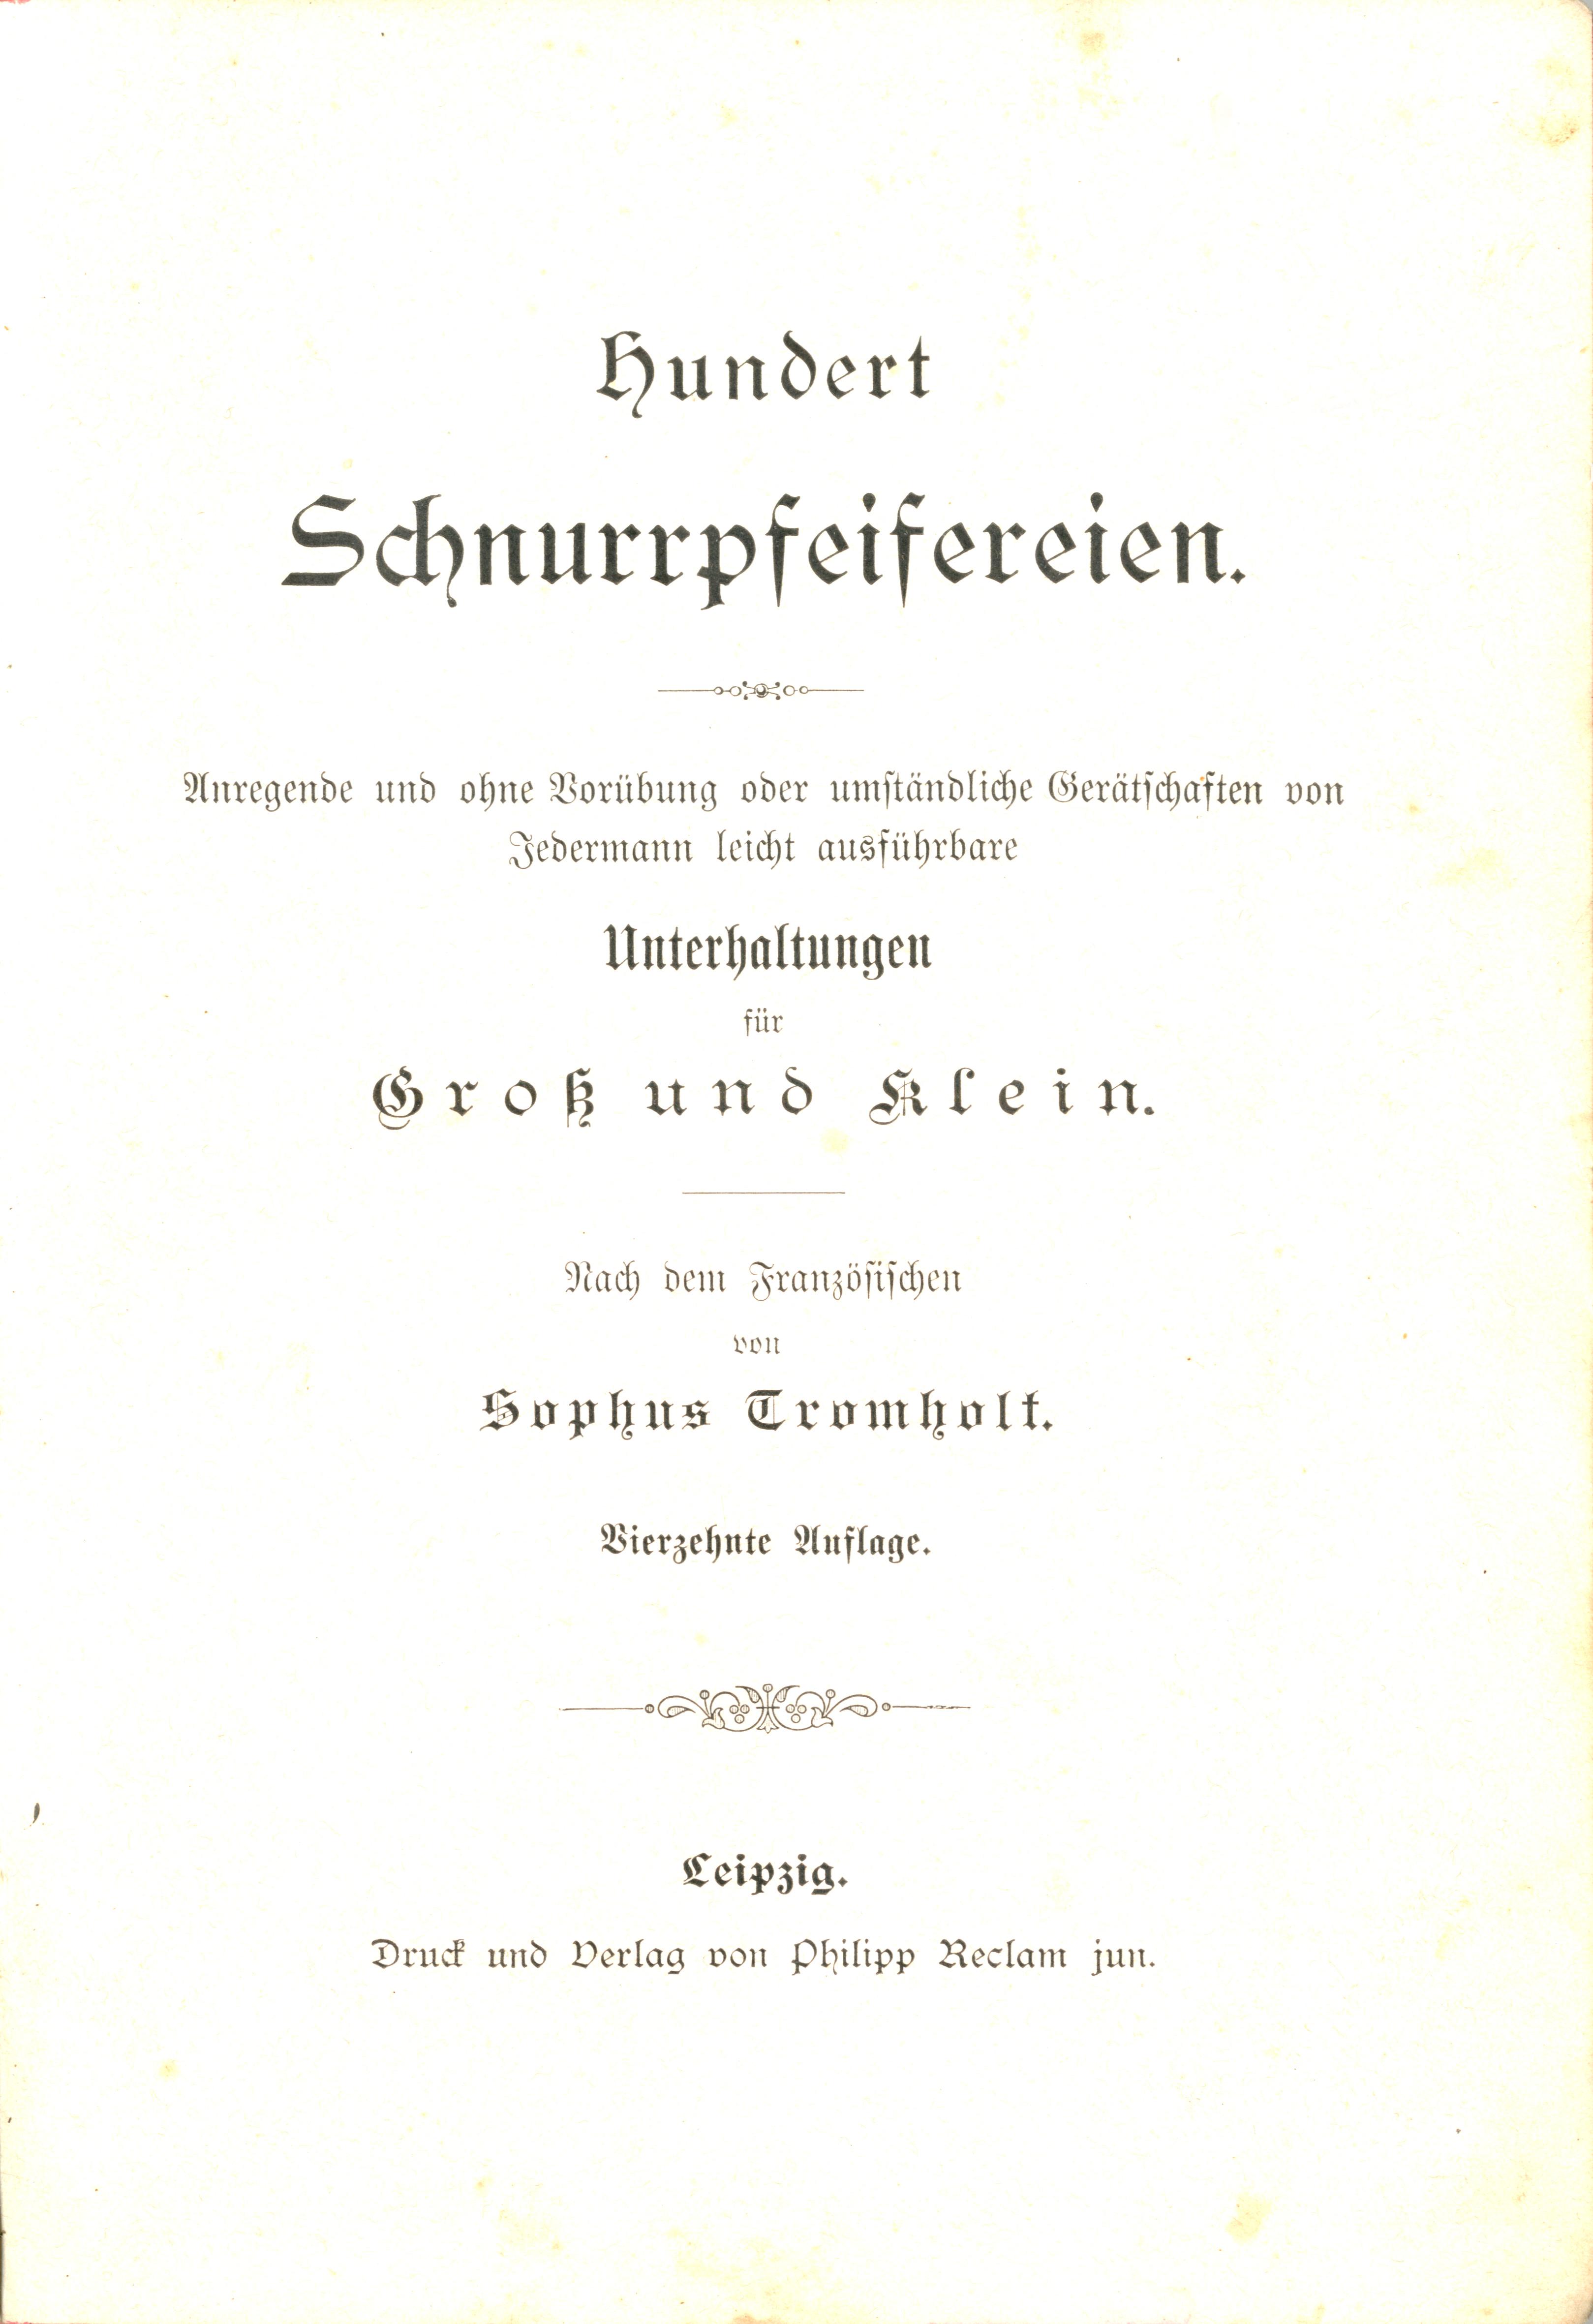 Hundert
Schnurrpfeifereien.
Anregende und ohne Vorübung oder umständliche Gerätschaften von
Jedermann leicht ausführbare
Unterhaltungen
für
Groß und Klein.
Nach dem Französischen
von
Sophus Tromholt.
Vierzehnte Auflage.
Leipzig.
Druck und Verlag von Philipp Reclam jun.